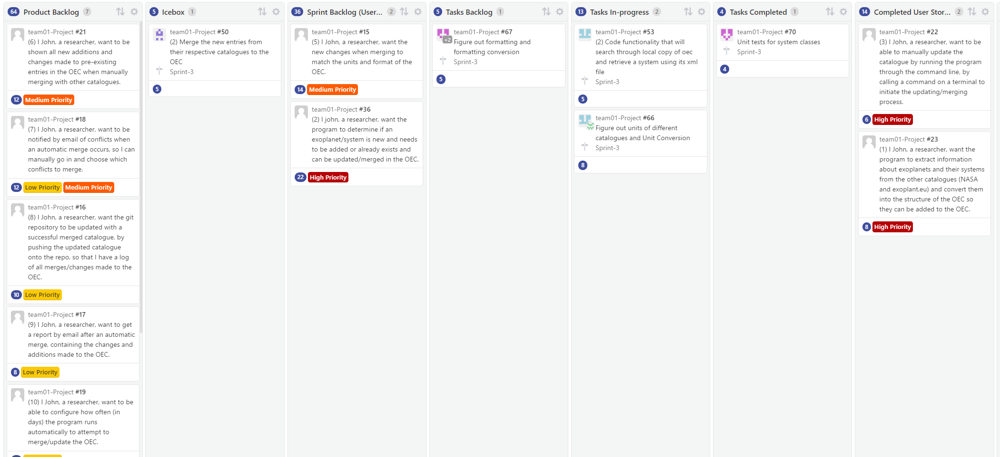 64 Product Backlog 7
team01-Project #21
(6) I John, a researcher, want to be
shown all new additions and
changes made to pre-existing
entries in the OEC when manually
merging with other catalogues.
12 Medium Priority
team01-Project #18
(7) I John, a researcher, want to be
notified by email of conflicts when
an automatic merge occurs, so I can
manually go in and choose which
conflicts to merge.
12 Low Priority Medium Priority
team01-Project #16
(8) I John, a researcher, want the git
repository to be updated with a
successful merged catalogue, by
pushing the updated catalogue
onto the repo, so that I have a log
of all merges/changes made to the
OEC.
10 Low Priority
team01-Project #17
(9) I John, a researcher, want to get
a report by email after an automatic
merge, containing the changes and
additions made to the OEC.
8 Low Priority
team01-Project #19
(10) I John, a researcher, want to be
able to configure how often (in
days) the program runs
automatically to attempt to
merge/update the OEC.
5 Icebox 1
team01-Project #50
(2) Merge the new entries from
their respective catalogues to the
OEC
Sprint-3
5
36 Sprint Backlog (User... 2
team01-Project #15
(5) I John, a researcher, want the
new changes when merging to
match the units and format of the
OEC.
14 Medium Priority
team01-Project #36
(2) I john, a researcher, want the
program to determine if an
exoplanet/system is new and needs
to be added or already exists and
can be updated/merged in the OEC.
22 High Priority
5 Tasks Backlog 1
+2
team01-Project #67
Figure out formatting and
formatting conversion
Sprint-3
5
13 Tasks In-progress 2
team01-Project #53
(2) Code functionality that will
search through local copy of oec
and retrieve a system using its xml
file
Sprint-3
5
team01-Project #66
Figure out units of different
catalogues and Unit Conversion
Sprint-3
8
4 Tasks Completed 1
team01-Project #70
Unit tests for system classes
Sprint-3
4
14 Completed User Stor... 2
team01-Project #22
(3) I John, a researcher, want to be
able to manually update the
catalogue by running the program
through the command line, by
calling a command on a terminal to
initiate the updating/merging
process.
6 High Priority
team01-Project #23
(1) I John, a researcher, want the
program to extract information
about exoplanets and their systems
from the other catalogues (NASA
and exoplant.eu) and convert them
into the structure of the OEC so
they can be added to the OEC.
8 High Priority